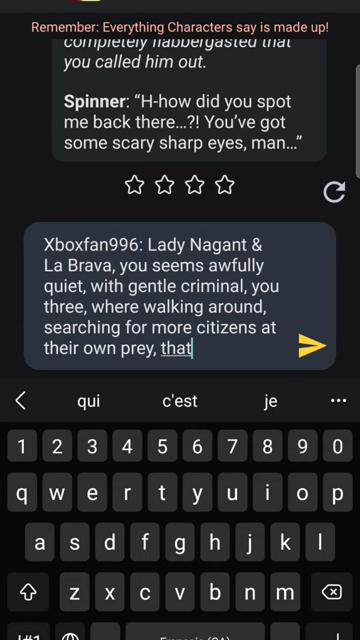 Remember: Everything Characters say is made up!
completely flabbergasted that
you called him out.
Spinner: “H-how did you spot
me back there…?! You’ve got
some scary sharp eyes, man…”
Xboxfan996: Lady Nagant &
La Brava, you seems awfully
quiet, with gentle criminal, you
three, where walking around,
searching for more citizens at
their own prey, that
qui c'est je
1 2 3 4 5 6 7 8 9 0
q w e r t y u i o p
a s d f g h j k l
z x c v b n m
!#1 Français (CA)